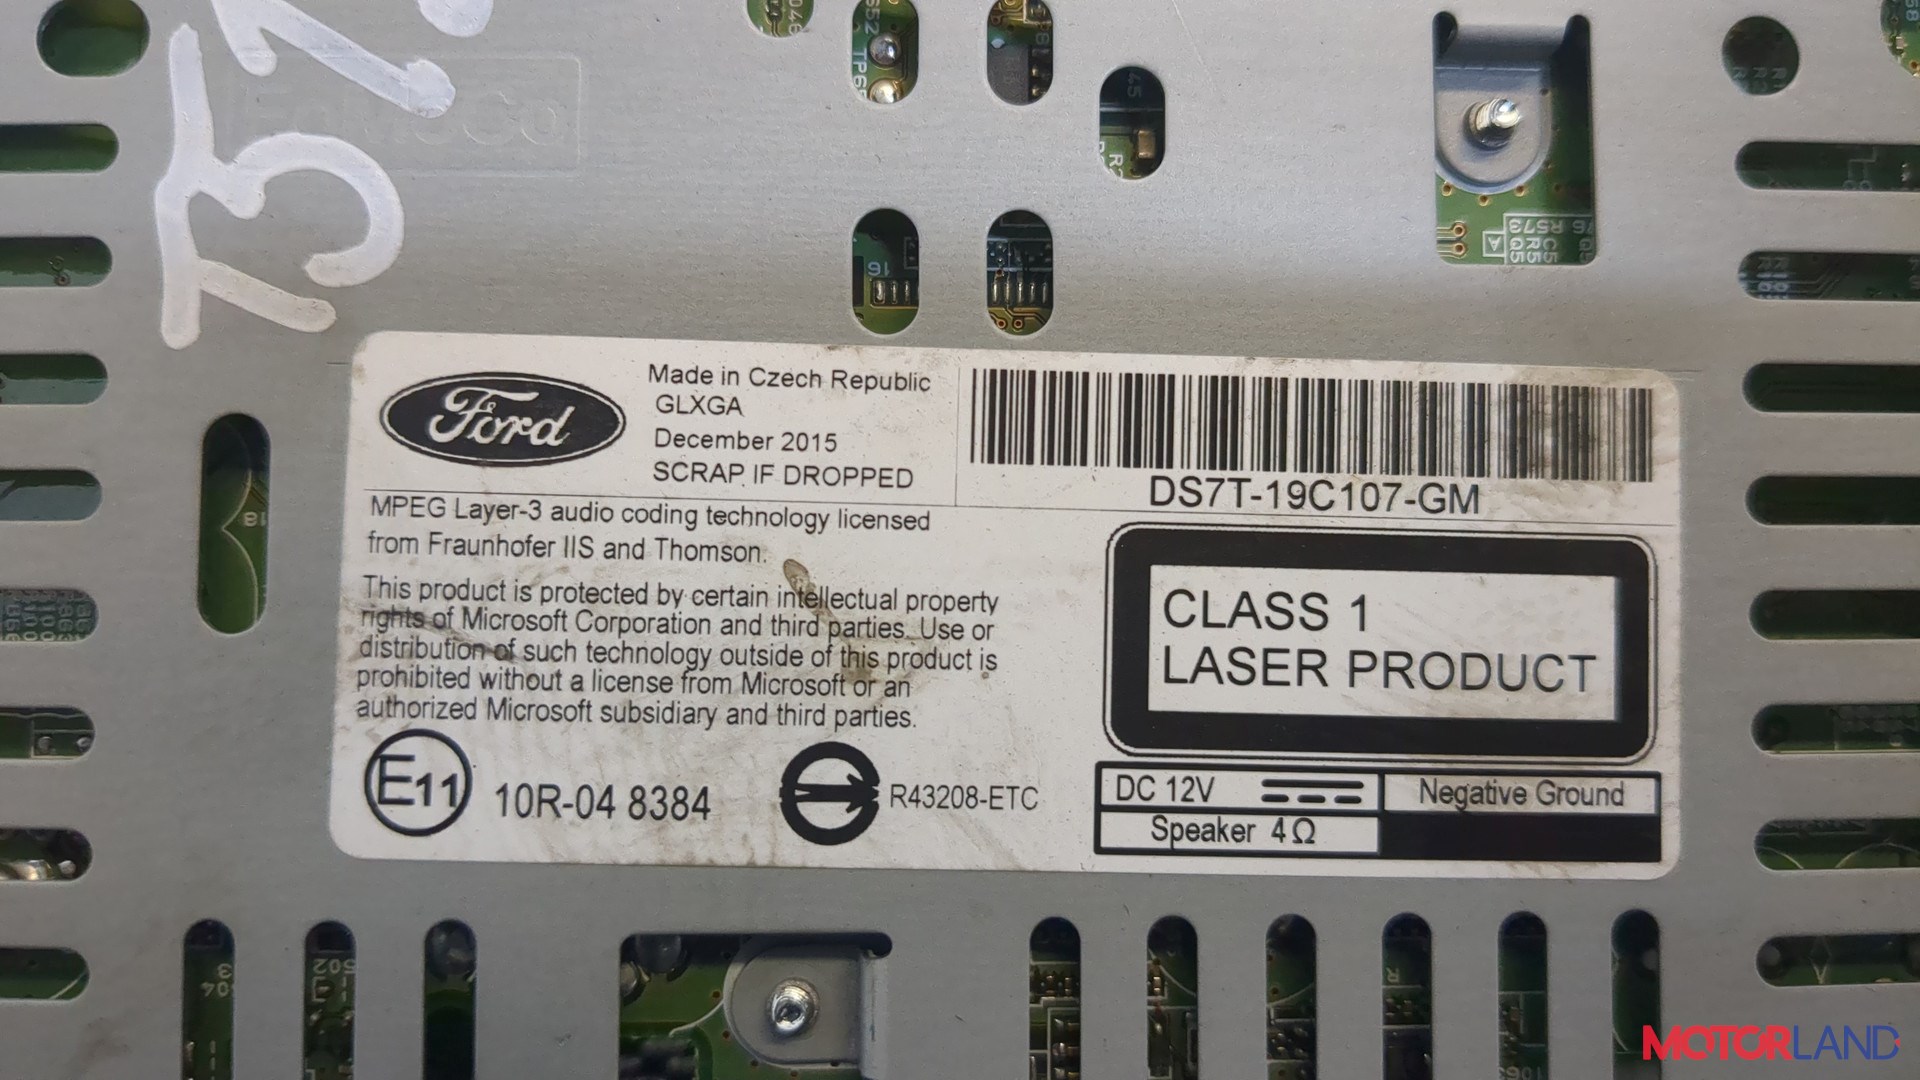 Ford
Made in Czech Republic
GLXGA
December 2015
SCRAP IF DROPPED
DS7T-19C107-GM
MPEG Layer-3 audio coding technology licensed
from Fraunhofer IIS and Thomson.
This product is protected by certain intellectual property
rights of Microsoft Corporation and third parties. Use or
distribution of such technology outside of this product is
prohibited without a license from Microsoft or an
authorized Microsoft subsidiary and third parties.
CLASS 1
LASER PRODUCT
E11 10R-04 8384
R43208-ETC
DC 12V
Negative Ground
Speaker 4Ω
R573
MOTORLAND